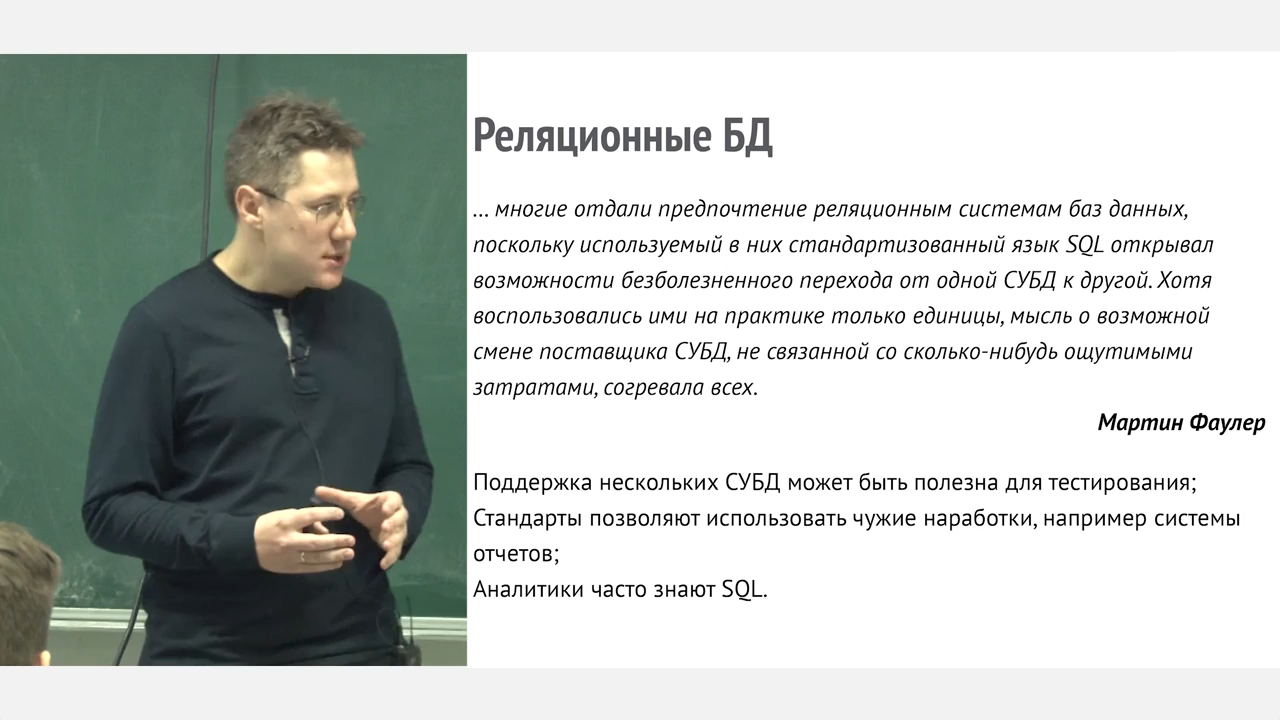 Реляционные БД
... многие отдали предпочтение реляционным системам баз данных,
поскольку используемый в них стандартизованный язык SQL открывал
возможности безболезненного перехода от одной СУБД к другой. Хотя
воспользовались ими на практике только единицы, мысль о возможной
смене поставщика СУБД, не связанной со сколько-нибудь ощутимыми
затратами, согревала всех.
Мартин Фаулер
Поддержка нескольких СУБД может быть полезна для тестирования;
Стандарты позволяют использовать чужие наработки, например системы
отчетов;
Аналитики часто знают SQL.